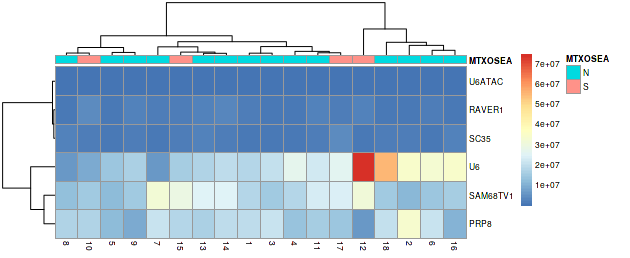 MTXOSEA
U6ATAC
RAVER1
SC35
U6
SAM68TV1
PRP8
8 10 5 9 7 15 13 14 1 3 4 11 17 12 18 2 6 16
7e+07
6e+07
5e+07
4e+07
3e+07
2e+07
1e+07
MTXOSEA
N
S